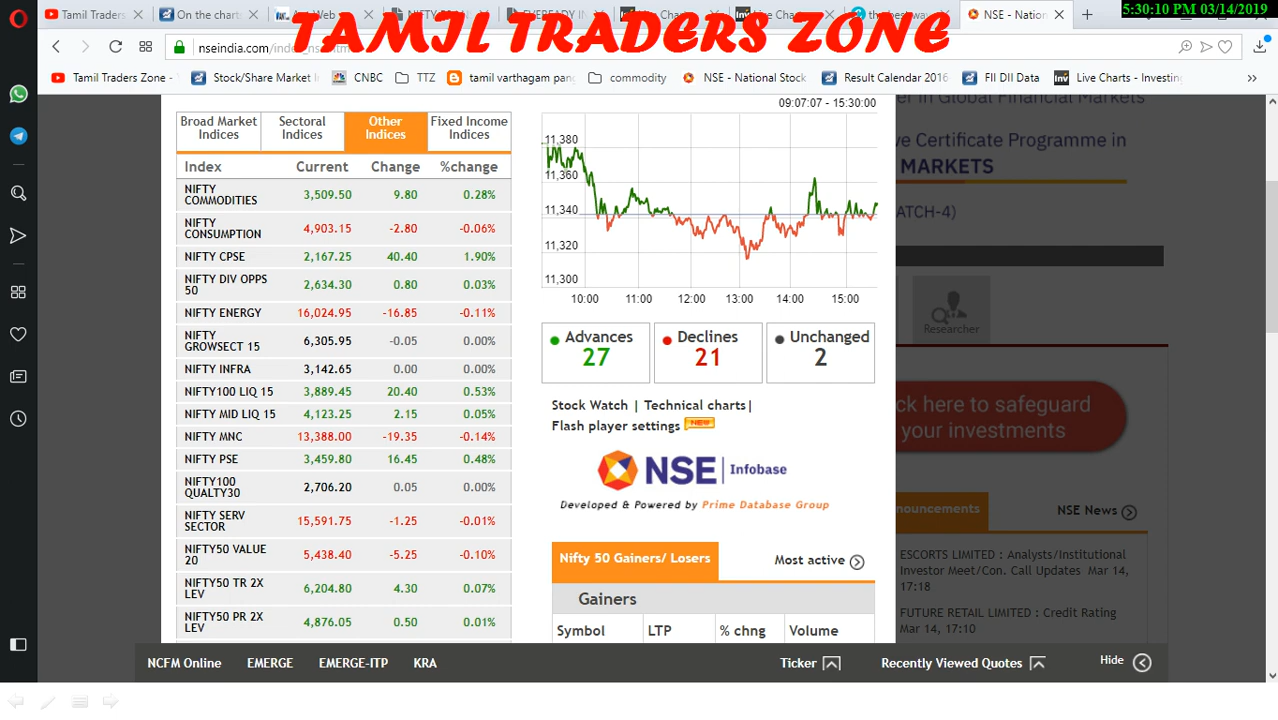 5:30:10 PM 03/14/2019
Tamil Traders
On the chart
NIFTY
EVEREADY IN
Live Charts
NSE - Nation
TAMIL TRADERS ZONE
nseindia.com/
Tamil Traders Zone -
Stock/Share Market
CNBC
TTZ
tamil varthagam pang
commodity
NSE - National Stock
Result Calendar 2016
FII DII Data
Live Charts - Investing
»
09:07:07 - 15:30:00
Broad Market Indices
Sectoral Indices
Other Indices
Fixed Income Indices
Index Current Change %change
NIFTY COMMODITIES 3,509.50 9.80 0.28%
NIFTY CONSUMPTION 4,903.15 -2.80 -0.06%
NIFTY CPSE 2,167.25 40.40 1.90%
NIFTY DIV OPPS 50 2,634.30 0.80 0.03%
NIFTY ENERGY 16,024.95 -16.85 -0.11%
NIFTY GROWSECT 15 6,305.95 -0.05 0.00%
NIFTY INFRA 3,142.65 0.00 0.00%
NIFTY100 LIQ 15 3,889.45 20.40 0.53%
NIFTY MID LIQ 15 4,123.25 2.15 0.05%
NIFTY MNC 13,388.00 -19.35 -0.14%
NIFTY PSE 3,459.80 16.45 0.48%
NIFTY100 QUALTY30 2,706.20 0.05 0.00%
NIFTY SERV SECTOR 15,591.75 -1.25 -0.01%
NIFTY50 VALUE 20 5,438.40 -5.25 -0.10%
NIFTY50 TR 2X LEV 6,204.80 4.30 0.07%
NIFTY50 PR 2X LEV 4,876.05 0.50 0.01%
11,380
11,360
11,340
11,320
11,300
10:00 11:00 12:00 13:00 14:00 15:00
Advances 27
Declines 21
Unchanged 2
Stock Watch | Technical charts|
Flash player settings NEW
NSE | Infobase
Developed & Powered by Prime Database Group
Nifty 50 Gainers/ Losers
Most active
Gainers
Symbol LTP % chng Volume
er in Global Financial Markets
ve Certificate Programme in
MARKETS
ATCH-4)
Researcher
ck here to safeguard
your investments
nouncements
NSE News
ESCORTS LIMITED : Analysts/Institutional
Investor Meet/Con. Call Updates Mar 14,
17:18
FUTURE RETAIL LIMITED : Credit Rating
Mar 14, 17:10
NCFM Online EMERGE EMERGE-ITP KRA Ticker Recently Viewed Quotes Hide